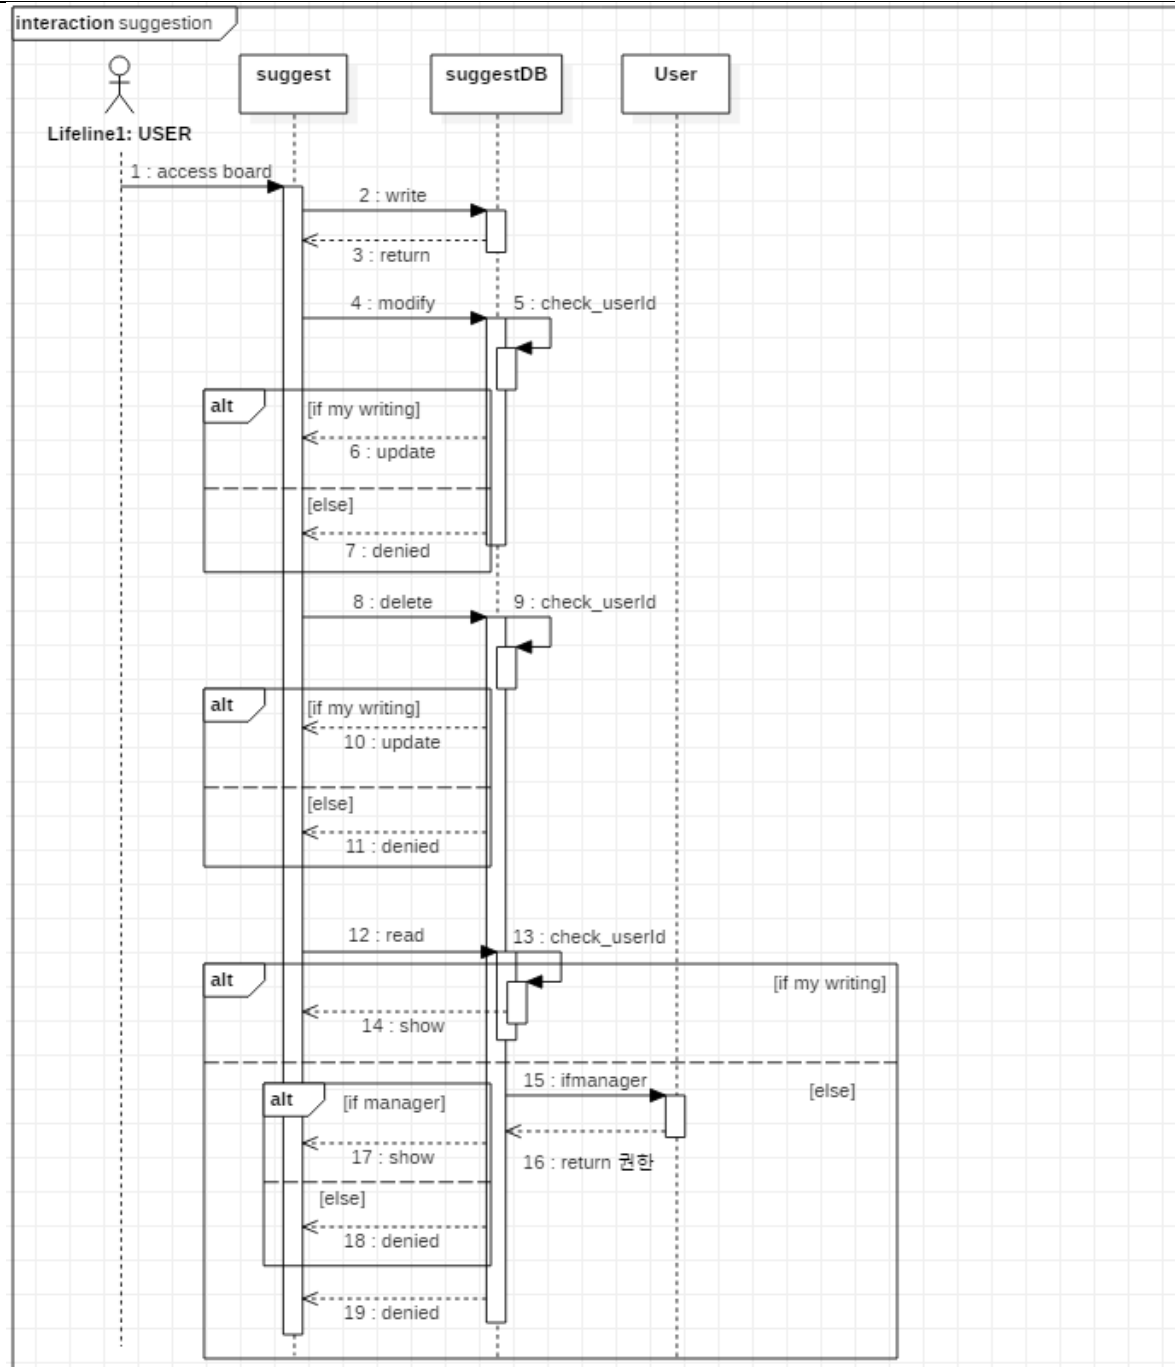 interaction suggestion
suggest
suggestDB
User
Lifeline1: USER
1 : access board
2 : write
3 : return
4 : modify
5 : check_userId
alt
[if my writing]
6 : update
[else]
7 : denied
8 : delete
9 : check_userId
alt
[if my writing]
10 : update
[else]
11 : denied
12 : read
13 : check_userId
alt
[if my writing]
14 : show
15 : ifmanager
[else]
alt
[if manager]
17 : show
16 : return 권한
[else]
18 : denied
19 : denied